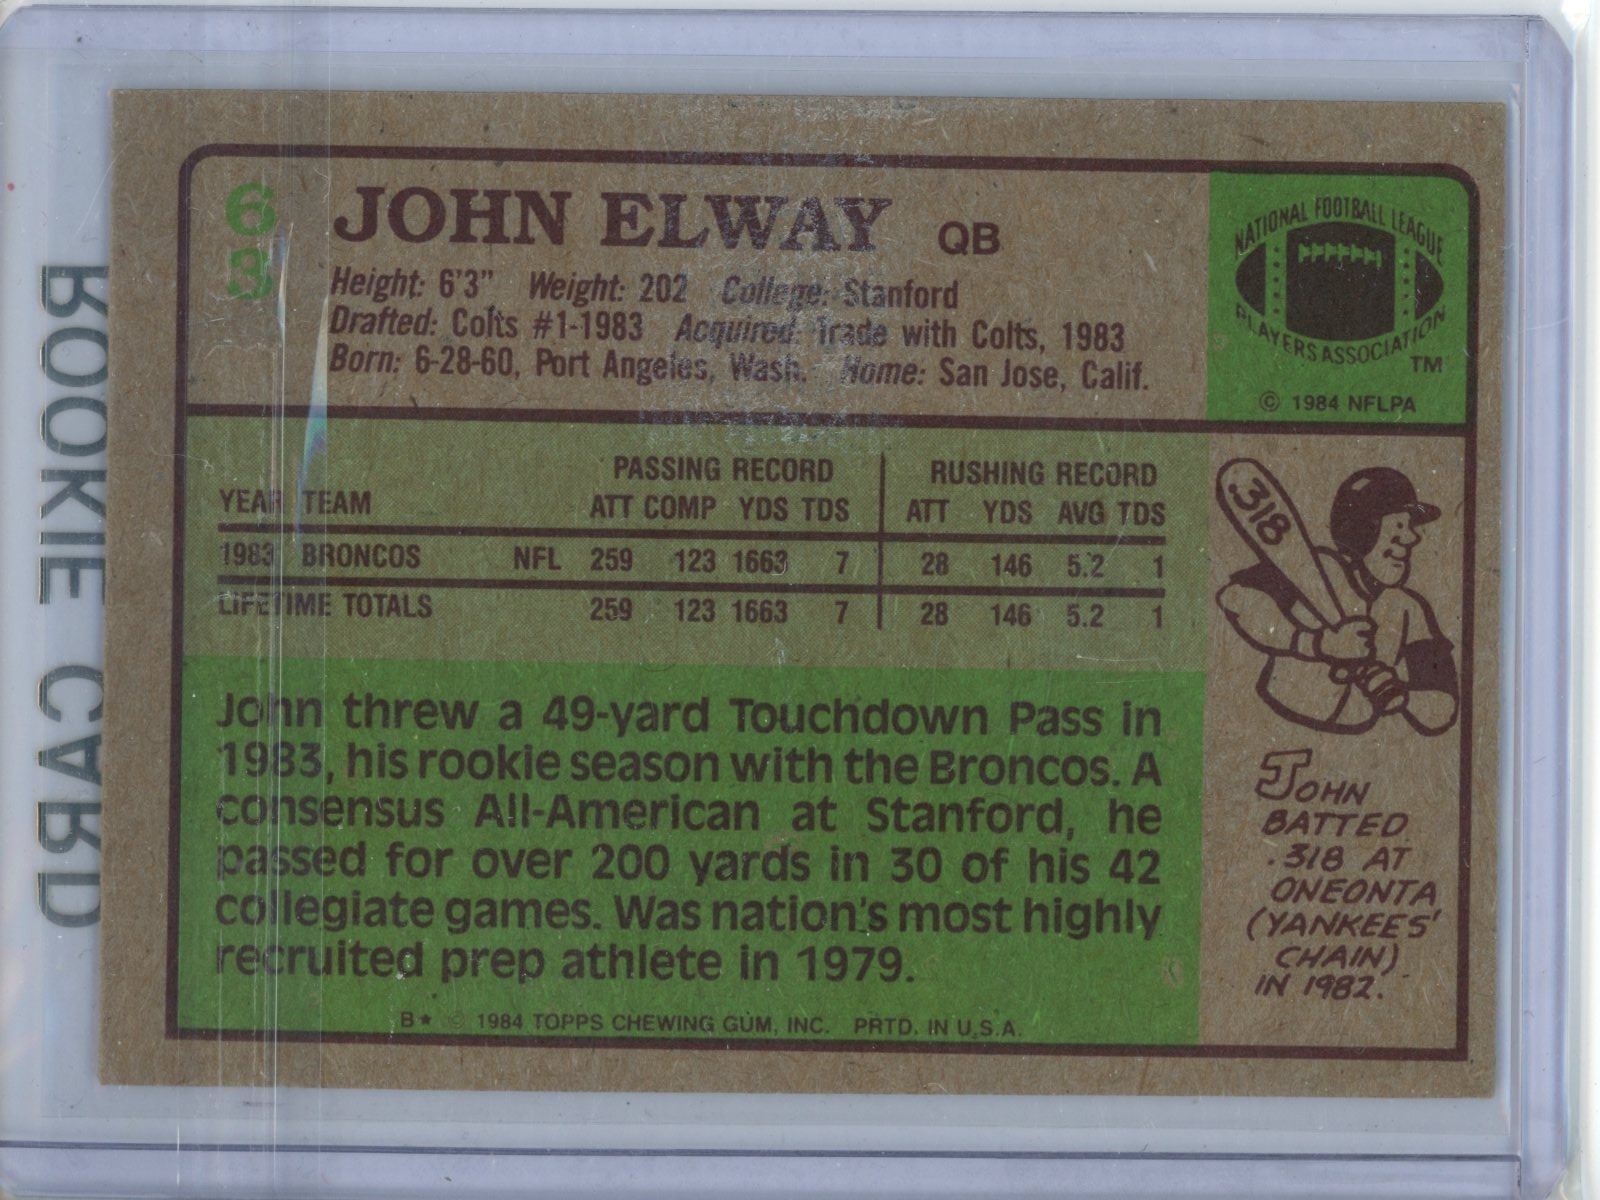 ROOKIE CARD
63
JOHN ELWAY QB
Height: 6'3" Weight: 202 College: Stanford
Drafted: Colts #1-1983 Acquired: Trade with Colts, 1983
Born: 6-28-60, Port Angeles, Wash. Home: San Jose, Calif.
NATIONAL FOOTBALL LEAGUE
PLAYERS ASSOCIATION
TM
© 1984 NFLPA
PASSING RECORD RUSHING RECORD
YEAR TEAM ATT COMP YDS TDS ATT YDS AVG TDS
1983 BRONCOS NFL 259 123 1663 7 28 146 5.2 1
LIFETIME TOTALS 259 123 1663 7 28 146 5.2 1
John threw a 49-yard Touchdown Pass in
1983, his rookie season with the Broncos. A
consensus All-American at Stanford, he
passed for over 200 yards in 30 of his 42
collegiate games. Was nation's most highly
recruited prep athlete in 1979.
B★ © 1984 TOPPS CHEWING GUM, INC. PRTD. IN U.S.A.
.318
JOHN
BATTED
.318 AT
ONEONTA
(YANKEES'
CHAIN)
IN 1982.